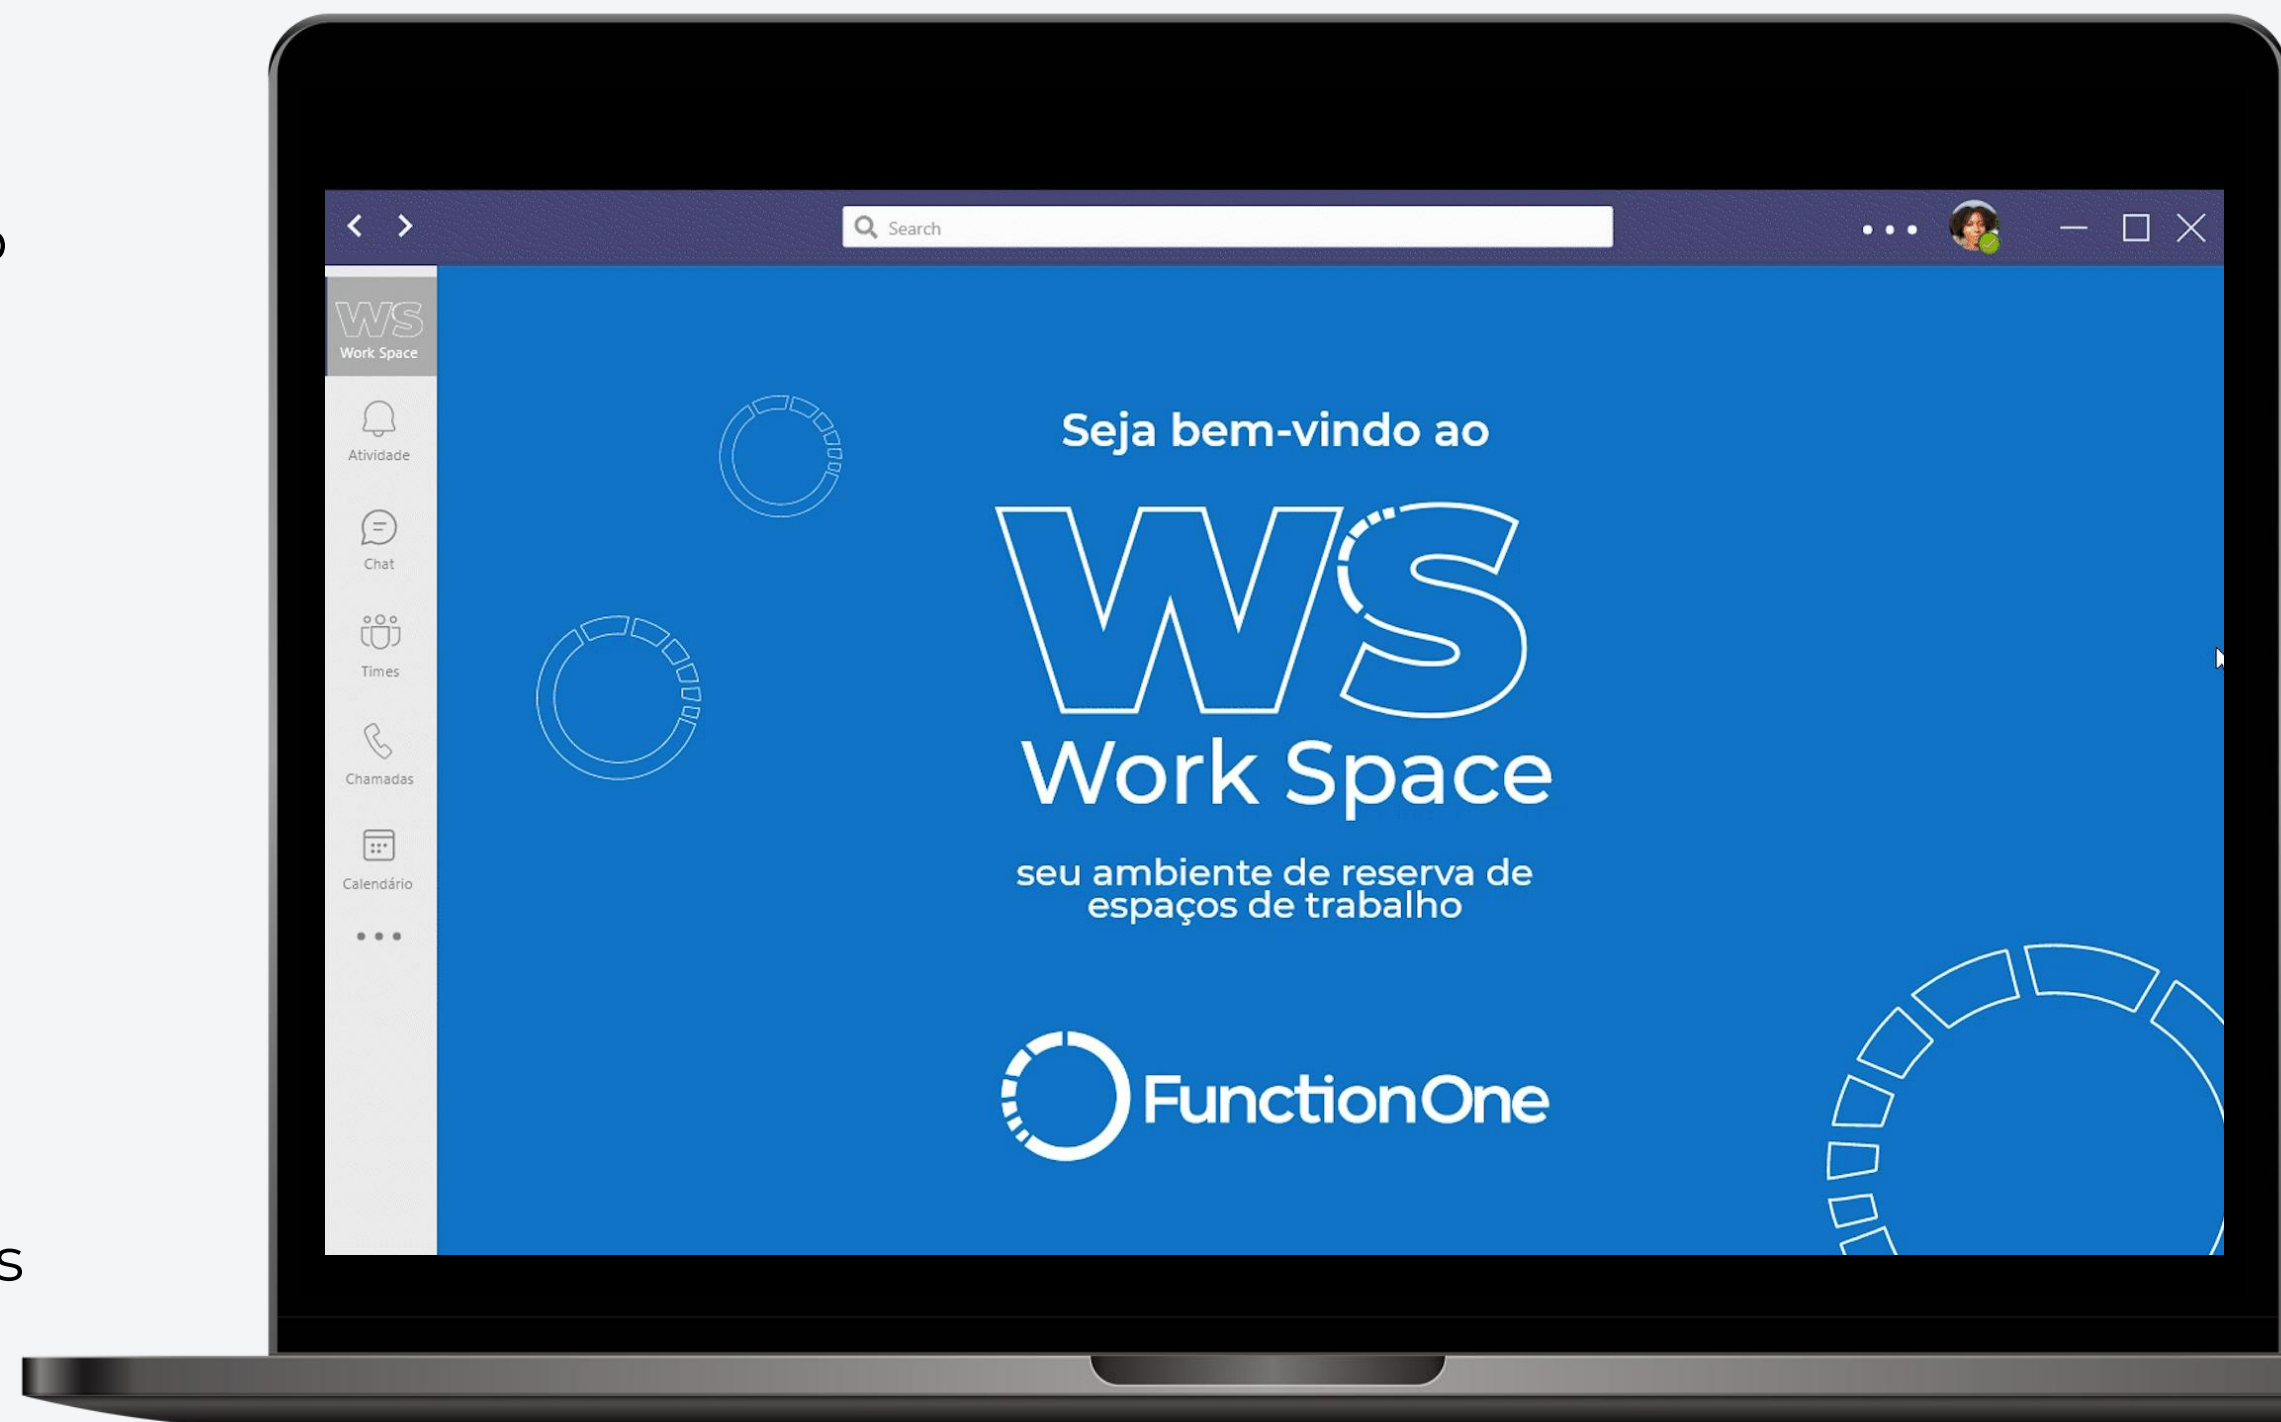 Search
WS
Work Space
Atividade
Chat
Times
Chamadas
Calendário
Seja bem-vindo ao
WS
Work Space
seu ambiente de reserva de
espaços de trabalho
FunctionOne
s